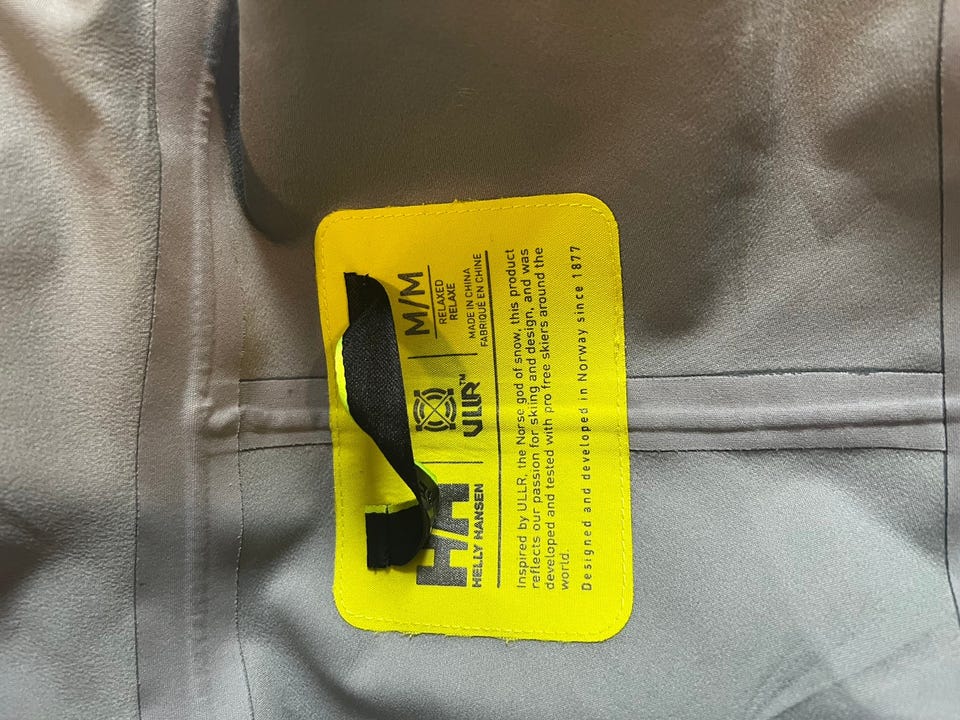 HH
HELLY HANSEN
ULLR™
M/M
RELAXED
RELAXE
MADE IN CHINA
FABRIQUÉ EN CHINE
Inspired by ULLR, the Norse god of snow, this product
reflects our passion for skiing and design, and was
developed and tested with pro free skiers around the
world.
Designed and developed in Norway since 1877